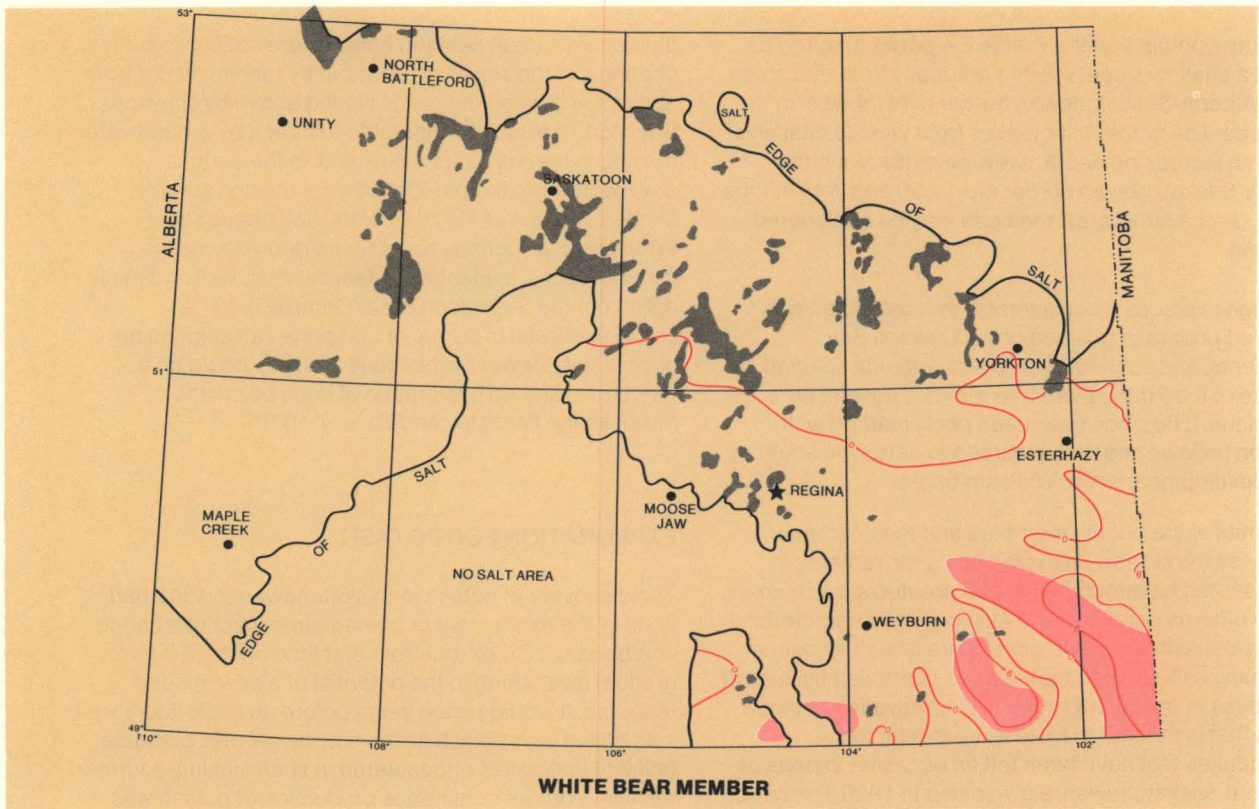 53°
NORTH BATTLEFORD
UNITY
SALT
EDGE
SASKATOON
ALBERTA
OF
MANITOBA
SALT
YORKTON
51°
ESTERHAZY
SALT
REGINA
MOOSE JAW
MAPLE CREEK
OF
NO SALT AREA
EDGE
WEYBURN
49°
110°
108°
106°
104°
102°
WHITE BEAR MEMBER